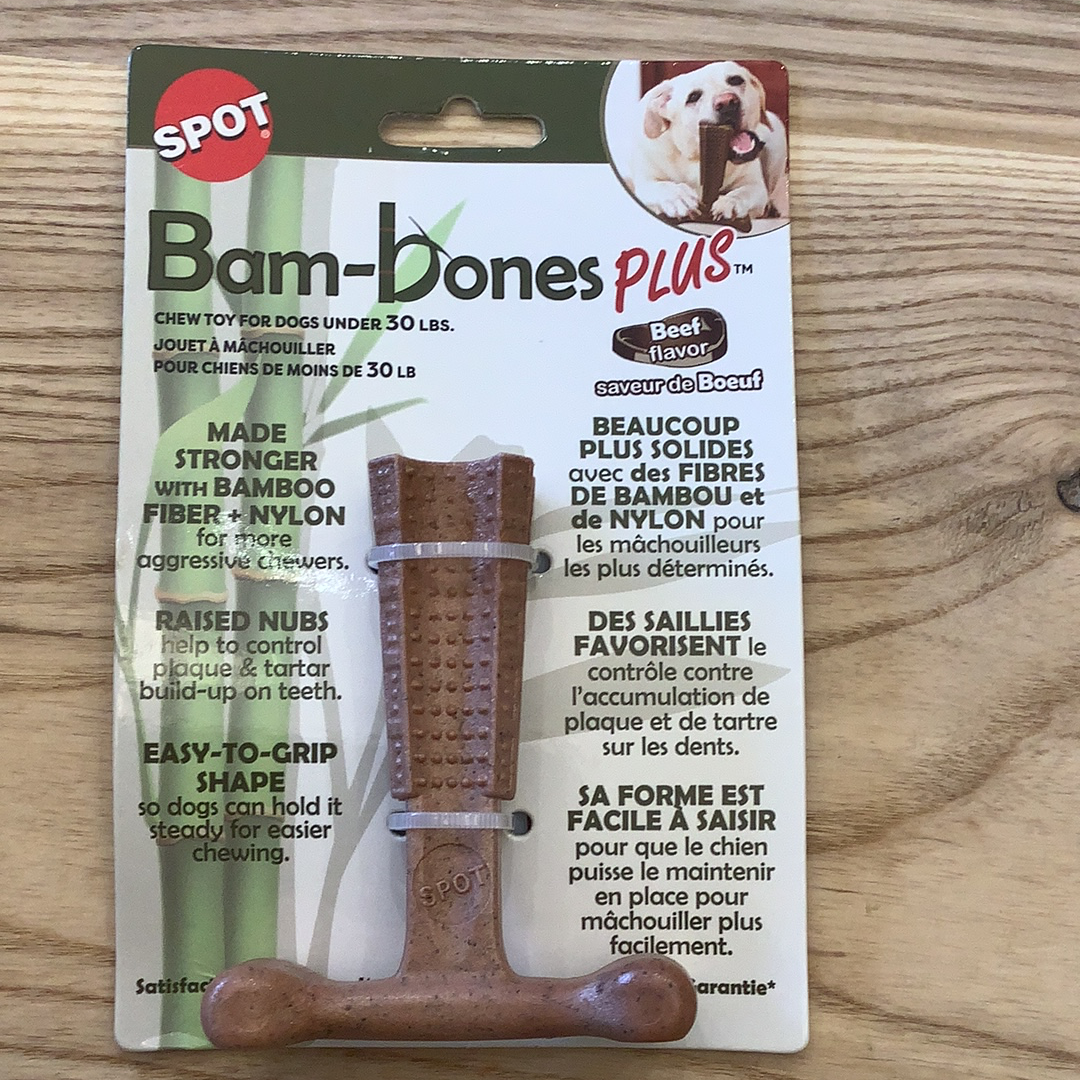 SPOT
Bam-bones PLUS™
CHEW TOY FOR DOGS UNDER 30 LBS.
JOUET À MÂCHOUILLER
POUR CHIENS DE MOINS DE 30 LB
Beef
flavor
saveur de Boeuf
MADE
STRONGER
WITH BAMBOO
FIBER + NYLON
for more
aggressive chewers.
RAISED NUBS
help to control
plaque & tartar
build-up on teeth.
EASY-TO-GRIP
SHAPE
so dogs can hold it
steady for easier
chewing.
BEAUCOUP
PLUS SOLIDES
avec des FIBRES
DE BAMBOU et
de NYLON pour
les mâchouilleurs
les plus déterminés.
DES SAILLIES
FAVORISENT le
contrôle contre
l'accumulation de
plaque et de tartre
sur les dents.
SA FORME EST
FACILE À SAISIR
pour que le chien
puisse le maintenir
en place pour
mâchouiller plus
facilement.
SPOT